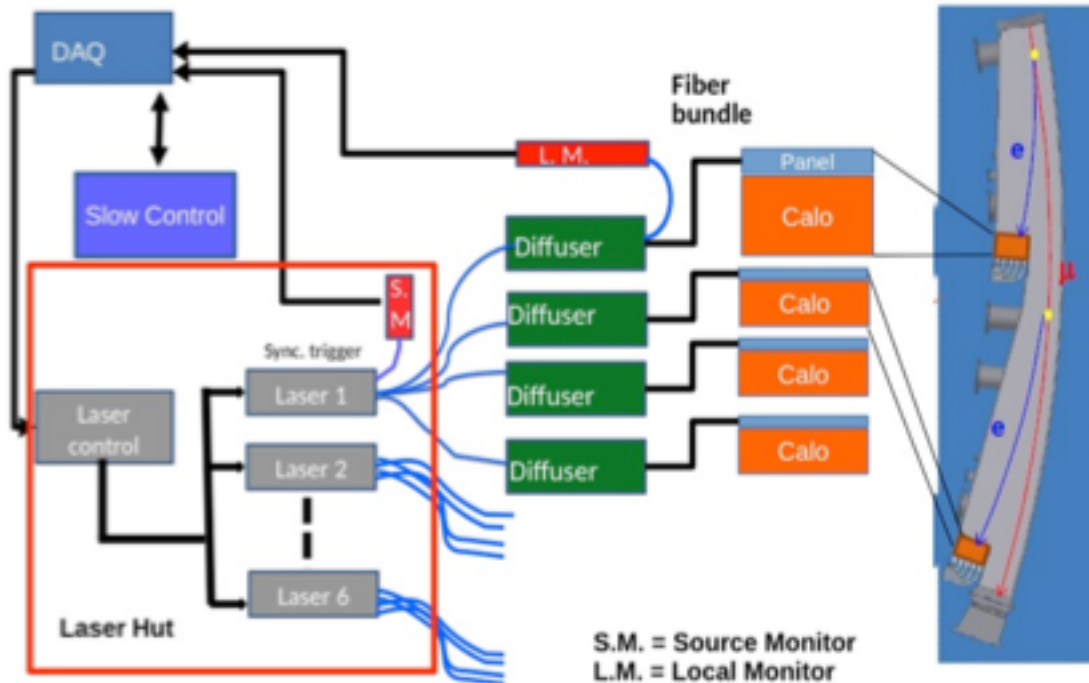 DAQ
Slow Control
Fiber
bundle
L. M.
Panel
Calo
Diffuser
S.
M
Sync. trigger
Laser 1
Diffuser
Calo
Laser
control
Diffuser
Calo
Laser 2
Diffuser
Calo
Laser 6
Laser Hut
S.M. = Source Monitor
L.M. = Local Monitor
e
μ
e